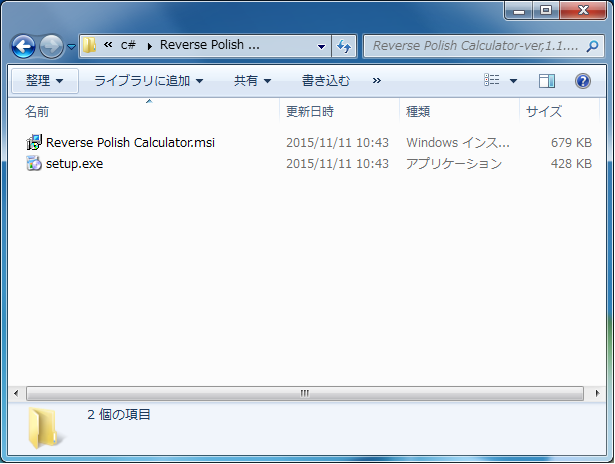 « c# ▸ Reverse Polish ...
Reverse Polish Calculator-ver,1.1....
整理 ライブラリに追加 共有 書き込む »
名前 更新日時 種類 サイズ
Reverse Polish Calculator.msi 2015/11/11 10:43 Windows インス... 679 KB
setup.exe 2015/11/11 10:43 アプリケーション 428 KB
2 個の項目